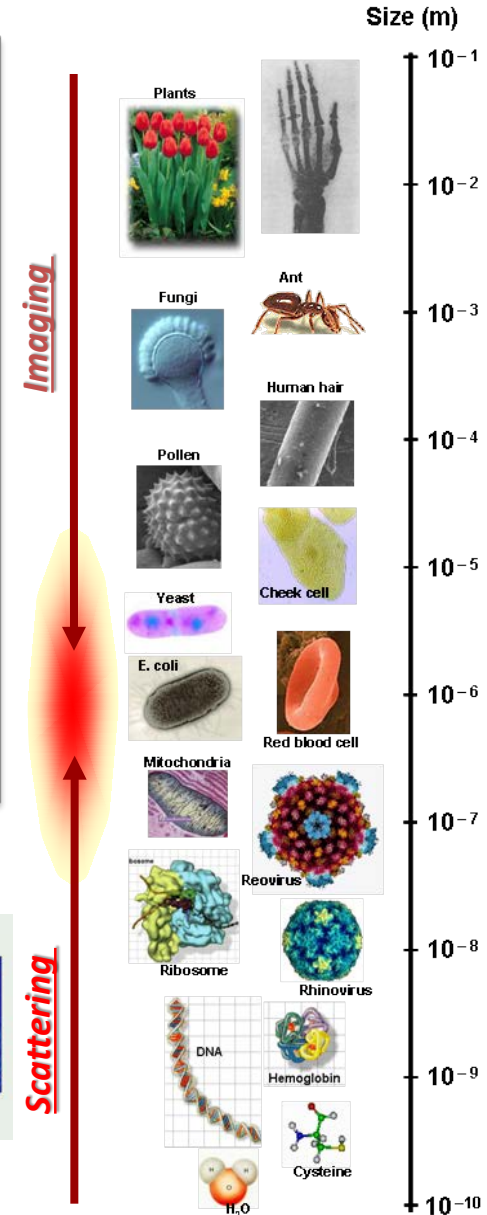 Size (m)
10⁻¹
Plants
10⁻²
Ant
10⁻³
Fungi
Imaging
Human hair
10⁻⁴
Pollen
10⁻⁵
Cheek cell
Yeast
E. coli
10⁻⁶
Red blood cell
Mitochondria
10⁻⁷
Reovirus
Ribosome
10⁻⁸
Rhinovirus
Scattering
DNA
Hemoglobin
10⁻⁹
Cysteine
H H
O
H₂O
10⁻¹⁰